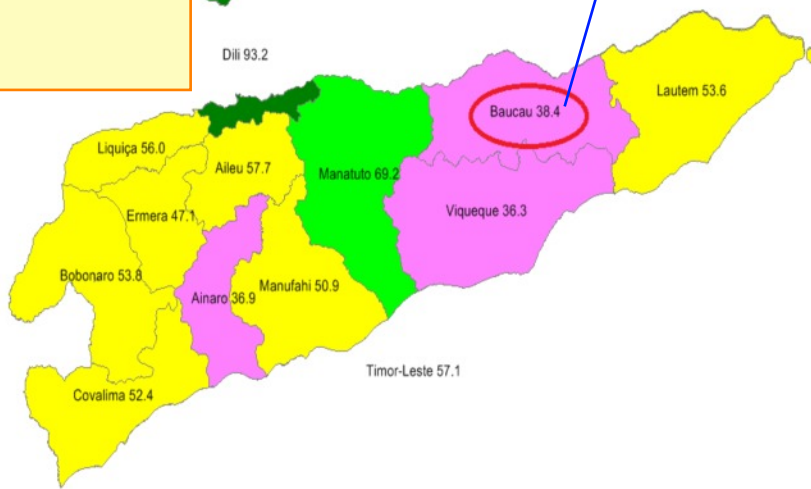 Dili 93.2
Lautem 53.6
Baucau 38.4
Liquiça 56.0
Aileu 57.7
Manatuto 69.2
Ermera 47.1
Viqueque 36.3
Bobonaro 53.8
Ainaro 36.9
Manufahi 50.9
Timor-Leste 57.1
Covalima 52.4